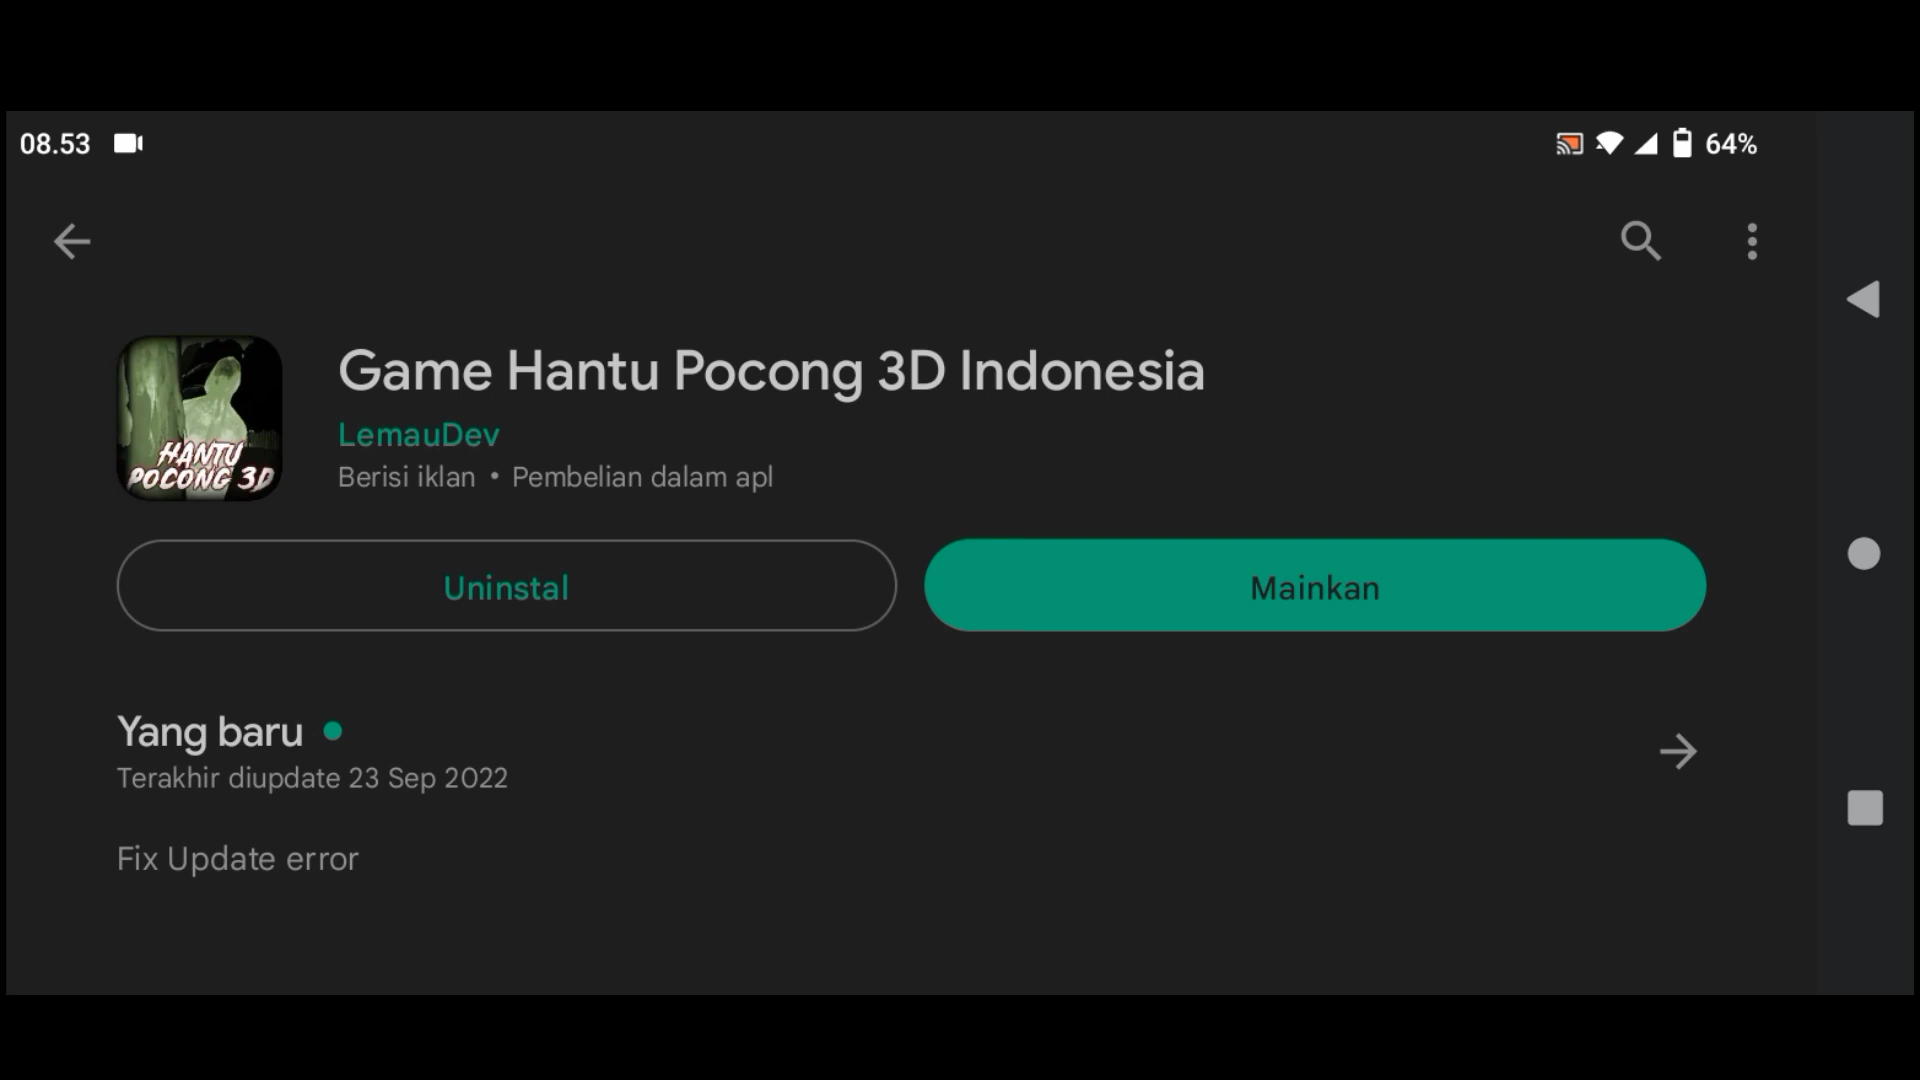 08.53
64%
Game Hantu Pocong 3D Indonesia
HANTU
POCONG 3D
LemauDev
Berisi iklan • Pembelian dalam apl
Uninstal
Mainkan
Yang baru
Terakhir diupdate 23 Sep 2022
Fix Update error